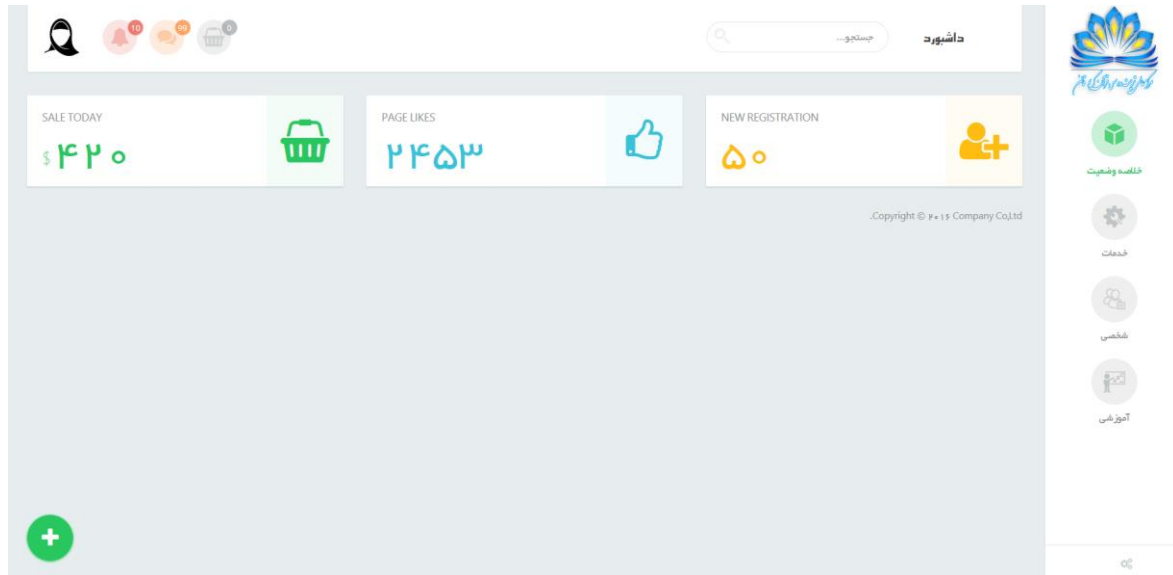 داشبورد
جستجو...
0
99
10
SALE TODAY
$ ۴۲۰
PAGE LIKES
۲۴۵۳
NEW REGISTRATION
۵۰
.Copyright © ۲۰۱۶ Company Co,Ltd
خلاصه وضعیت
خدمات
شخصی
آموزشی